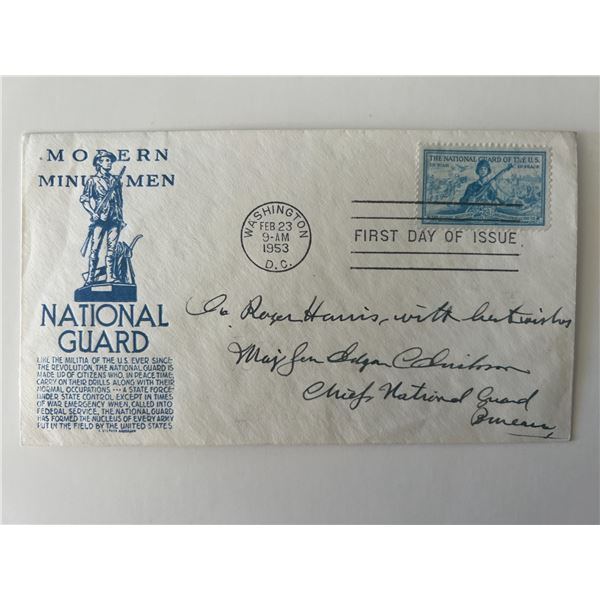 MODERN
MINUTE MEN
NATIONAL
GUARD
LIKE THE MILITIA OF THE U.S. EVER SINCE
THE REVOLUTION, THE NATIONAL GUARD IS
MADE UP OF CITIZENS WHO, IN PEACE TIME,
CARRY ON THEIR DRILLS ALONG WITH THEIR
NORMAL OCCUPATIONS ••• A STATE FORCE
UNDER STATE CONTROL EXCEPT IN TIMES
OF WAR EMERGENCY WHEN, CALLED INTO
FEDERAL SERVICE, THE NATIONAL GUARD
HAS FORMED THE NUCLEUS OF EVERY ARMY
PUT IN THE FIELD BY THE UNITED STATES
WASHINGTON
FEB 23
9-AM
1953
D.C.
FIRST DAY OF ISSUE
THE NATIONAL GUARD OF THE U.S.
IN WAR IN PEACE
To Roger Harris, with best wishes
Maj Gen Edgar C Erickson
Chief National Guard
Bureau